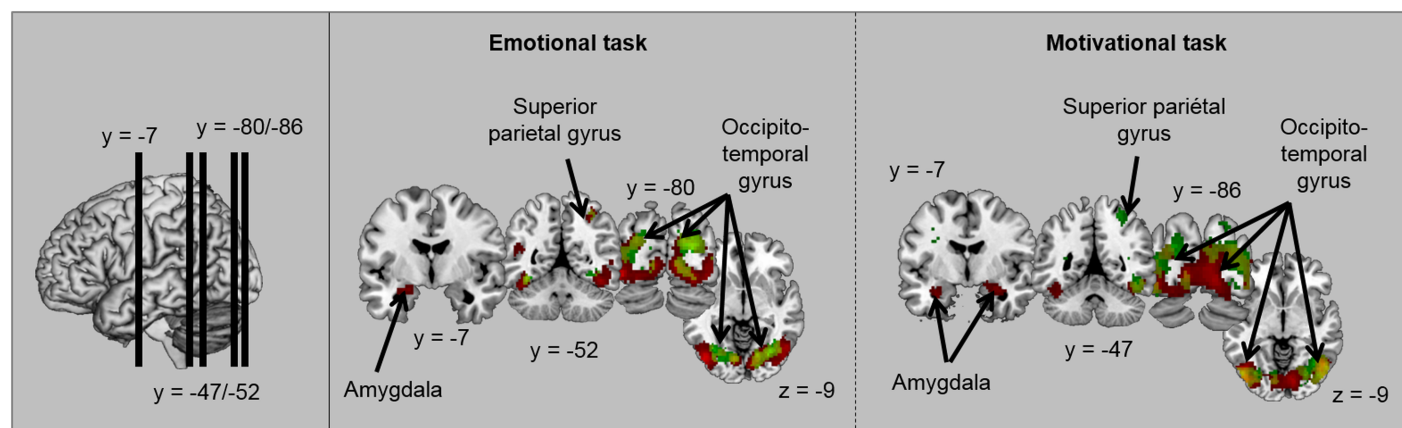 y = -7
y = -80/-86
y = -47/-52
Emotional task
Superior
parietal gyrus
Occipito-
temporal
gyrus
y = -80
y = -7
y = -52
Amygdala
z = -9
Motivational task
Superior pariétal
gyrus
Occipito-
temporal
gyrus
y = -7
y = -86
y = -47
Amygdala
z = -9